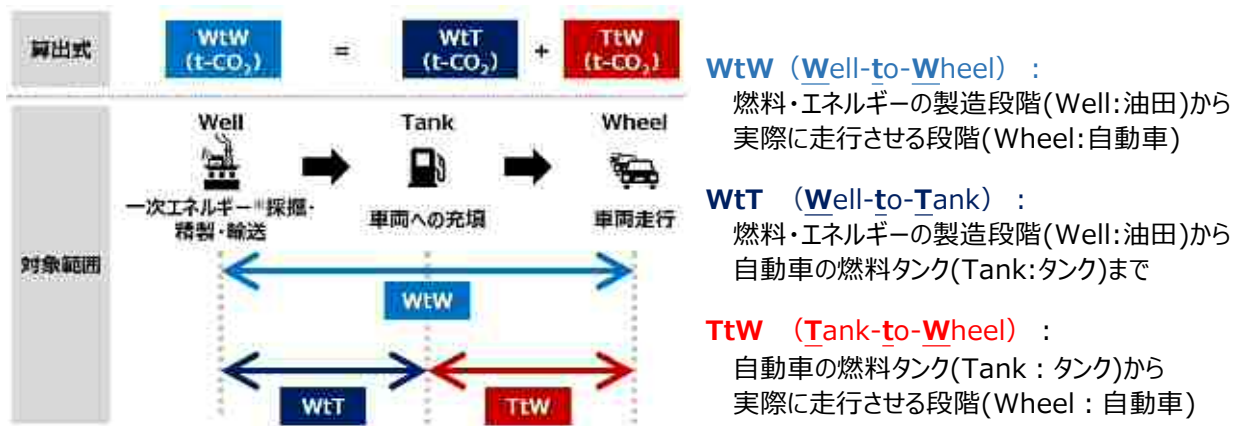 算出式
WtW
(t-CO₂)
=
WtT
(t-CO₂)
+
TtW
(t-CO₂)
対象範囲
Well
Tank
Wheel
一次エネルギー※採掘・
精製・輸送
車両への充填
車両走行
WtW
WtT
TtW
WtW（Well-to-Wheel）：
燃料・エネルギーの製造段階(Well:油田)から
実際に走行させる段階(Wheel:自動車)
WtT （Well-to-Tank）：
燃料・エネルギーの製造段階(Well:油田)から
自動車の燃料タンク(Tank:タンク)まで
TtW （Tank-to-Wheel）：
自動車の燃料タンク(Tank：タンク)から
実際に走行させる段階(Wheel：自動車)